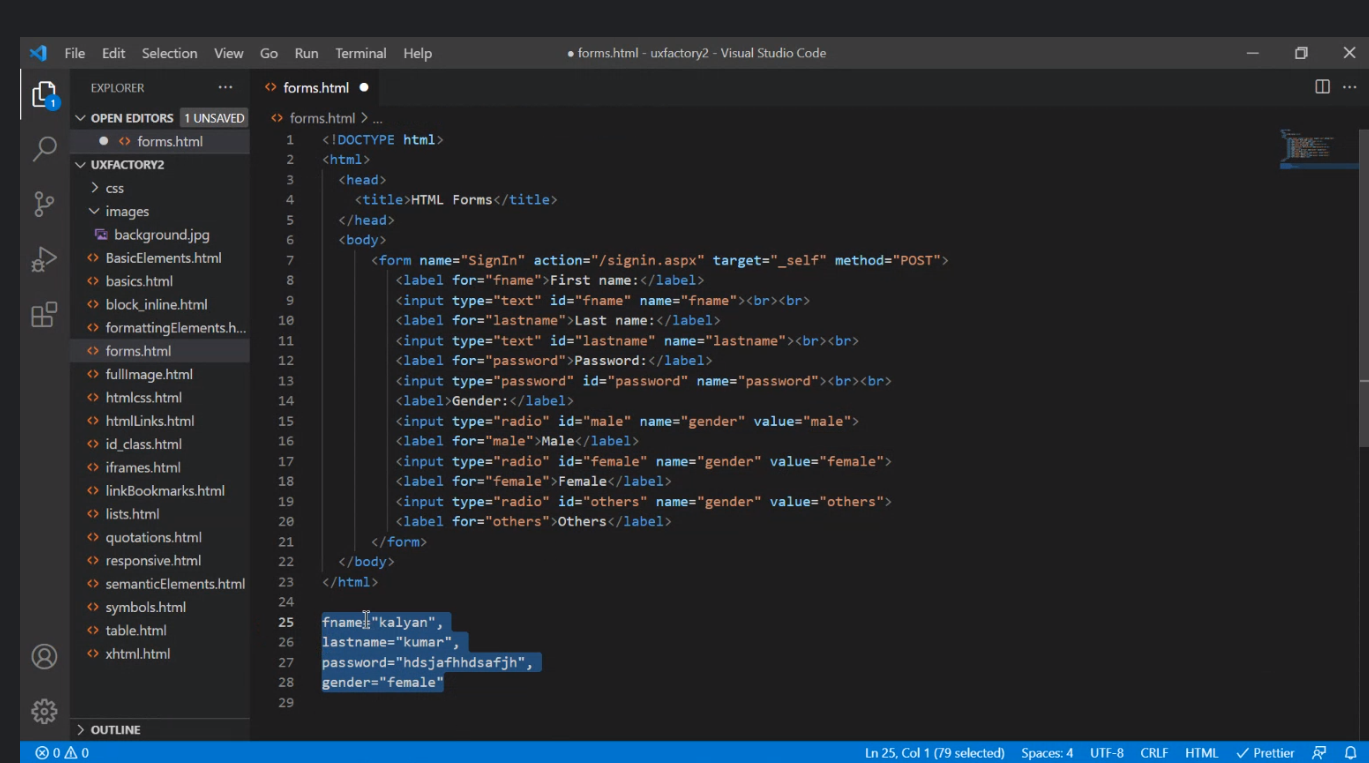 File Edit Selection View Go Run Terminal Help
● forms.html - uxfactory2 - Visual Studio Code
1
EXPLORER
OPEN EDITORS 1 UNSAVED
forms.html
UXFACTORY2
css
images
background.jpg
BasicElements.html
basics.html
block_inline.html
formattingElements.h...
forms.html
fullImage.html
htmlcss.html
htmlLinks.html
id_class.html
iframes.html
linkBookmarks.html
lists.html
quotations.html
responsive.html
semanticElements.html
symbols.html
table.html
xhtml.html
OUTLINE
<> forms.html ●
<> forms.html > ...
1 <!DOCTYPE html>
2 <html>
3 <head>
4 <title>HTML Forms</title>
5 </head>
6 <body>
7 <form name="SignIn" action="/signin.aspx" target="_self" method="POST">
8 <label for="fname">First name:</label>
9 <input type="text" id="fname" name="fname"><br><br>
10 <label for="lastname">Last name:</label>
11 <input type="text" id="lastname" name="lastname"><br><br>
12 <label for="password">Password:</label>
13 <input type="password" id="password" name="password"><br><br>
14 <label>Gender:</label>
15 <input type="radio" id="male" name="gender" value="male">
16 <label for="male">Male</label>
17 <input type="radio" id="female" name="gender" value="female">
18 <label for="female">Female</label>
19 <input type="radio" id="others" name="gender" value="others">
20 <label for="others">Others</label>
21 </form>
22 </body>
23 </html>
24
25 fname="kalyan",
26 lastname="kumar",
27 password="hdsjafhhdsafjh",
28 gender="female"
29
0 0 Ln 25, Col 1 (79 selected) Spaces: 4 UTF-8 CRLF HTML Prettier